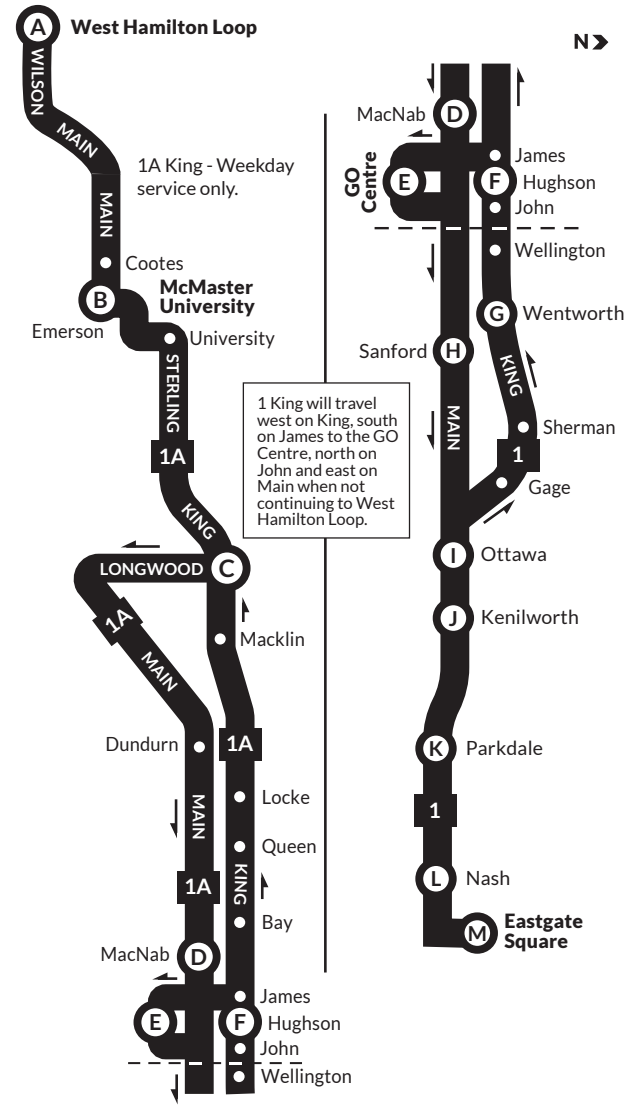 A
West Hamilton Loop
WILSON
MAIN
1A King - Weekday
service only.
MAIN
Cootes
B
McMaster
University
Emerson
University
STERLING
1A
KING
LONGWOOD
C
1A
Macklin
MAIN
Dundurn
1A
MAIN
Locke
Queen
1A
KING
Bay
MacNab
D
James
E
F
Hughson
John
Wellington
1 King will travel
west on King, south
on James to the GO
Centre, north on
John and east on
Main when not
continuing to West
Hamilton Loop.
N
MacNab
D
James
GO
Centre
E
F
Hughson
John
Wellington
G
Wentworth
Sanford
H
KING
MAIN
Sherman
1
Gage
I
Ottawa
J
Kenilworth
K
Parkdale
1
L
Nash
M
Eastgate
Square